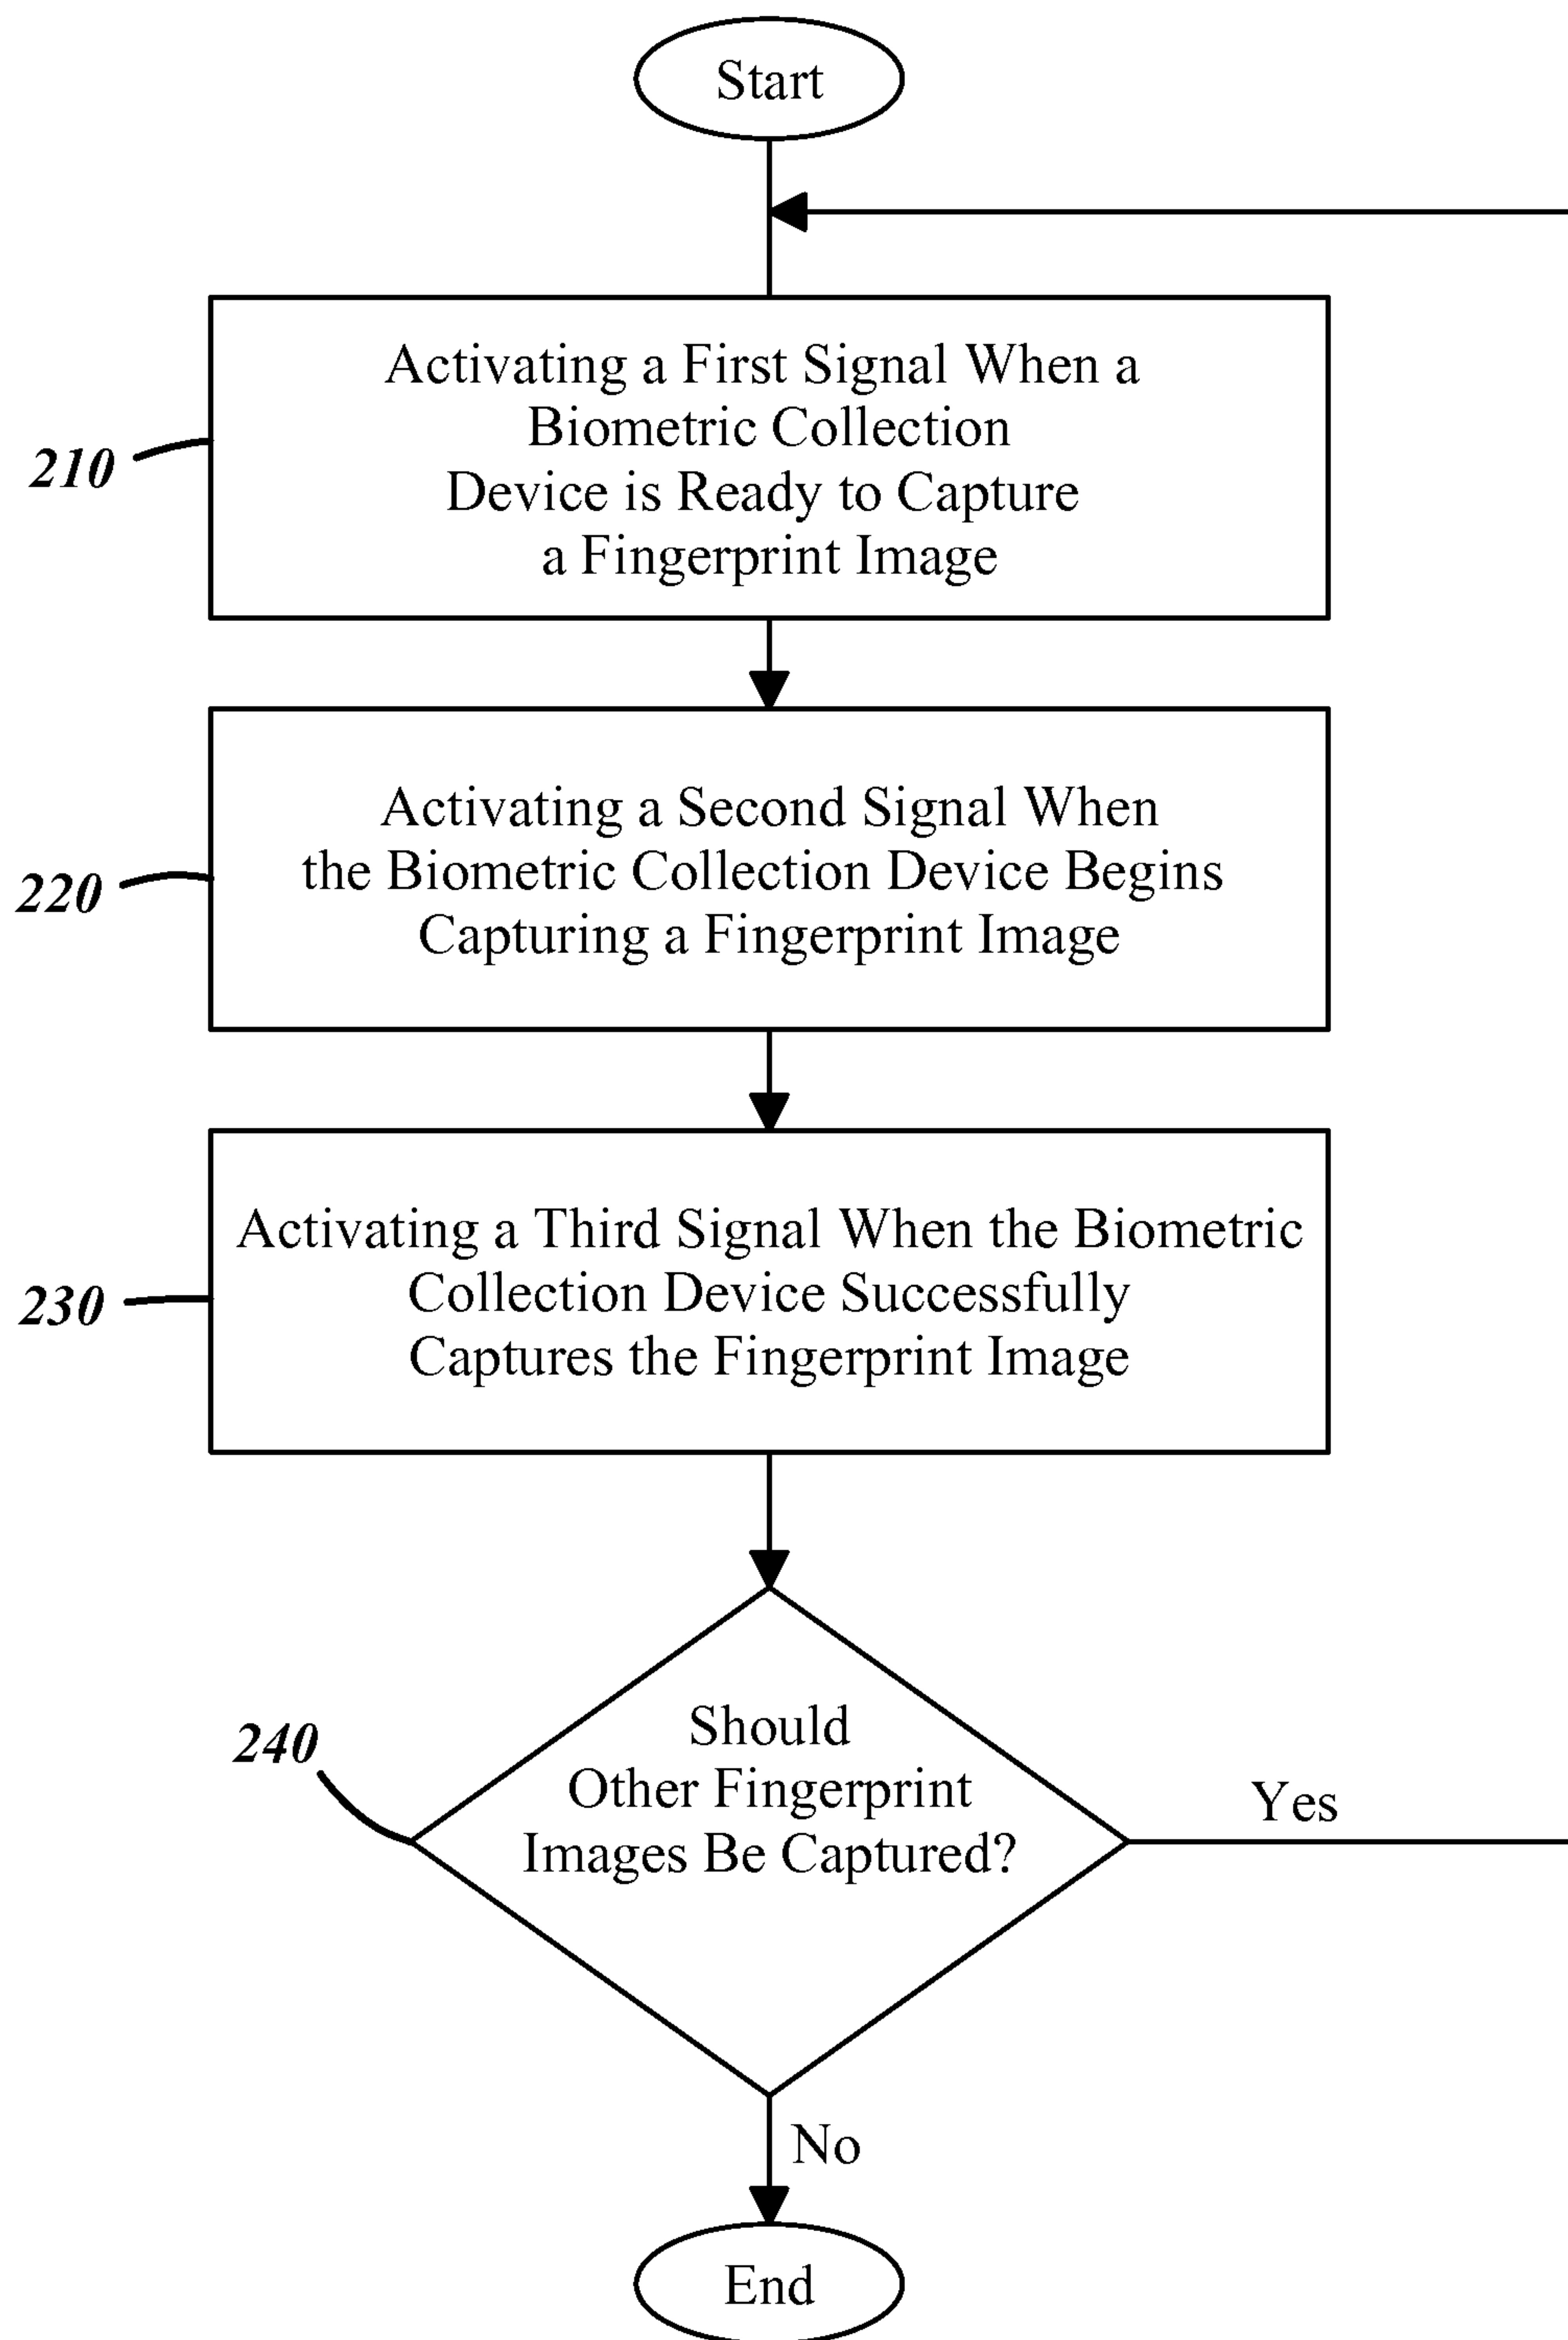 Start
Activating a First Signal When a
Biometric Collection
Device is Ready to Capture
a Fingerprint Image
210
Activating a Second Signal When
the Biometric Collection Device Begins
Capturing a Fingerprint Image
220
Activating a Third Signal When the Biometric
Collection Device Successfully
Captures the Fingerprint Image
230
240
Should
Other Fingerprint
Images Be Captured?
Yes
No
End